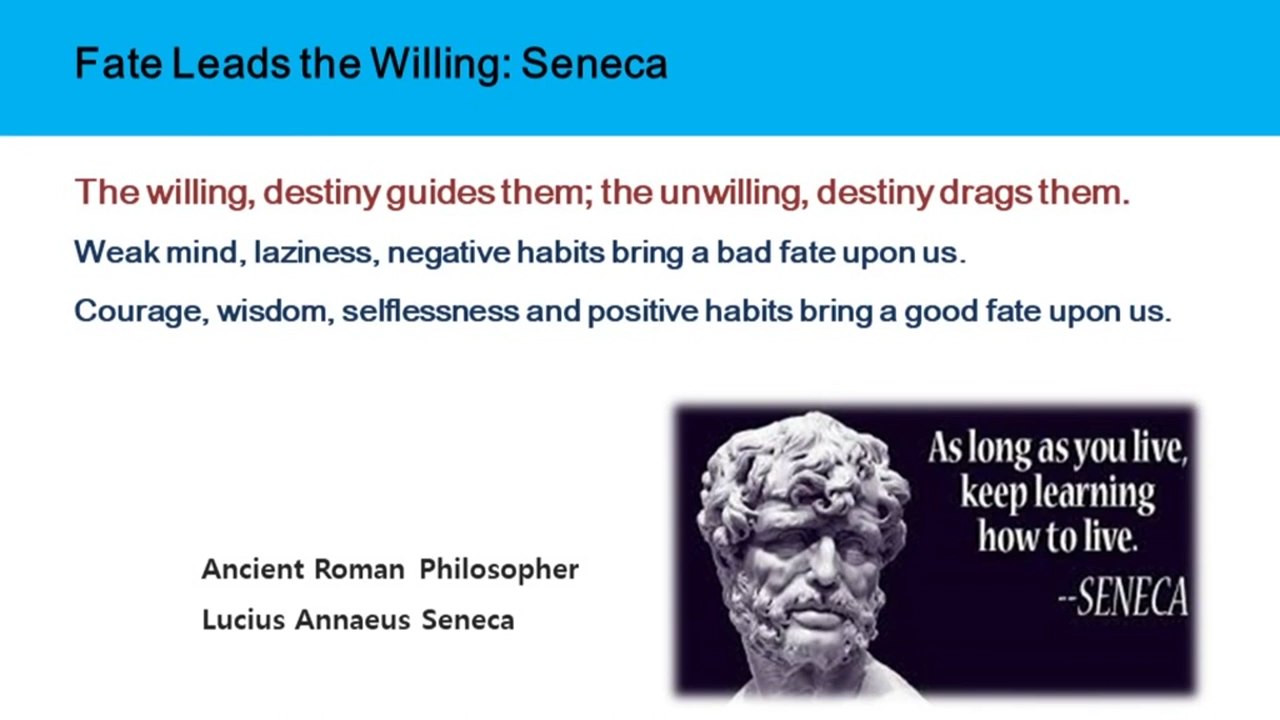 Fate Leads the Willing: Seneca
The willing, destiny guides them; the unwilling, destiny drags them.
Weak mind, laziness, negative habits bring a bad fate upon us.
Courage, wisdom, selflessness and positive habits bring a good fate upon us.
As long as you live,
keep learning
how to live.
--SENECA
Ancient Roman Philosopher
Lucius Annaeus Seneca